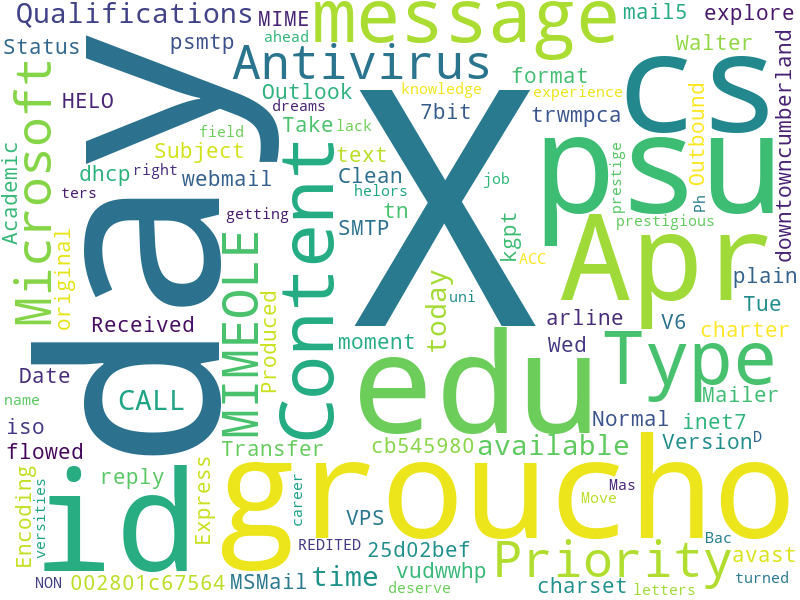 Qualifications
MIME
message
mail5
explore
Status
psmtp
ahead
Antivirus
Walter
Microsoft
day
Outlook
knowledge
format
experience
cs
HELO
dreams
7bit
trwmpca
Outbound
downtowncumberland
Academic
field
Take
lack
X
psu
Subject
text
Content
dhcp
right
webmail
Clean
job
prestige
ters
helors
Ph
getting
tn
prestigious
SMTP
kgpt
Apr
original
MIMEOLE
ACC
plain
Received
Produced
today
uni
Tue
arline
V6
charter
moment
edu
Type
Date
Wed
CALL
Mailer
name
iso
Normal
inet7
flowed
Transfer
cb545980
available
Version
D
Encoding
id
reply
Express
groucho
versities
career
Mas
Move
VPS
REDITED
25d02bef
Priority
Bac
avast
NON
002801c67564
MSMail
time
vudwwhp
deserve
charset
letters
turned